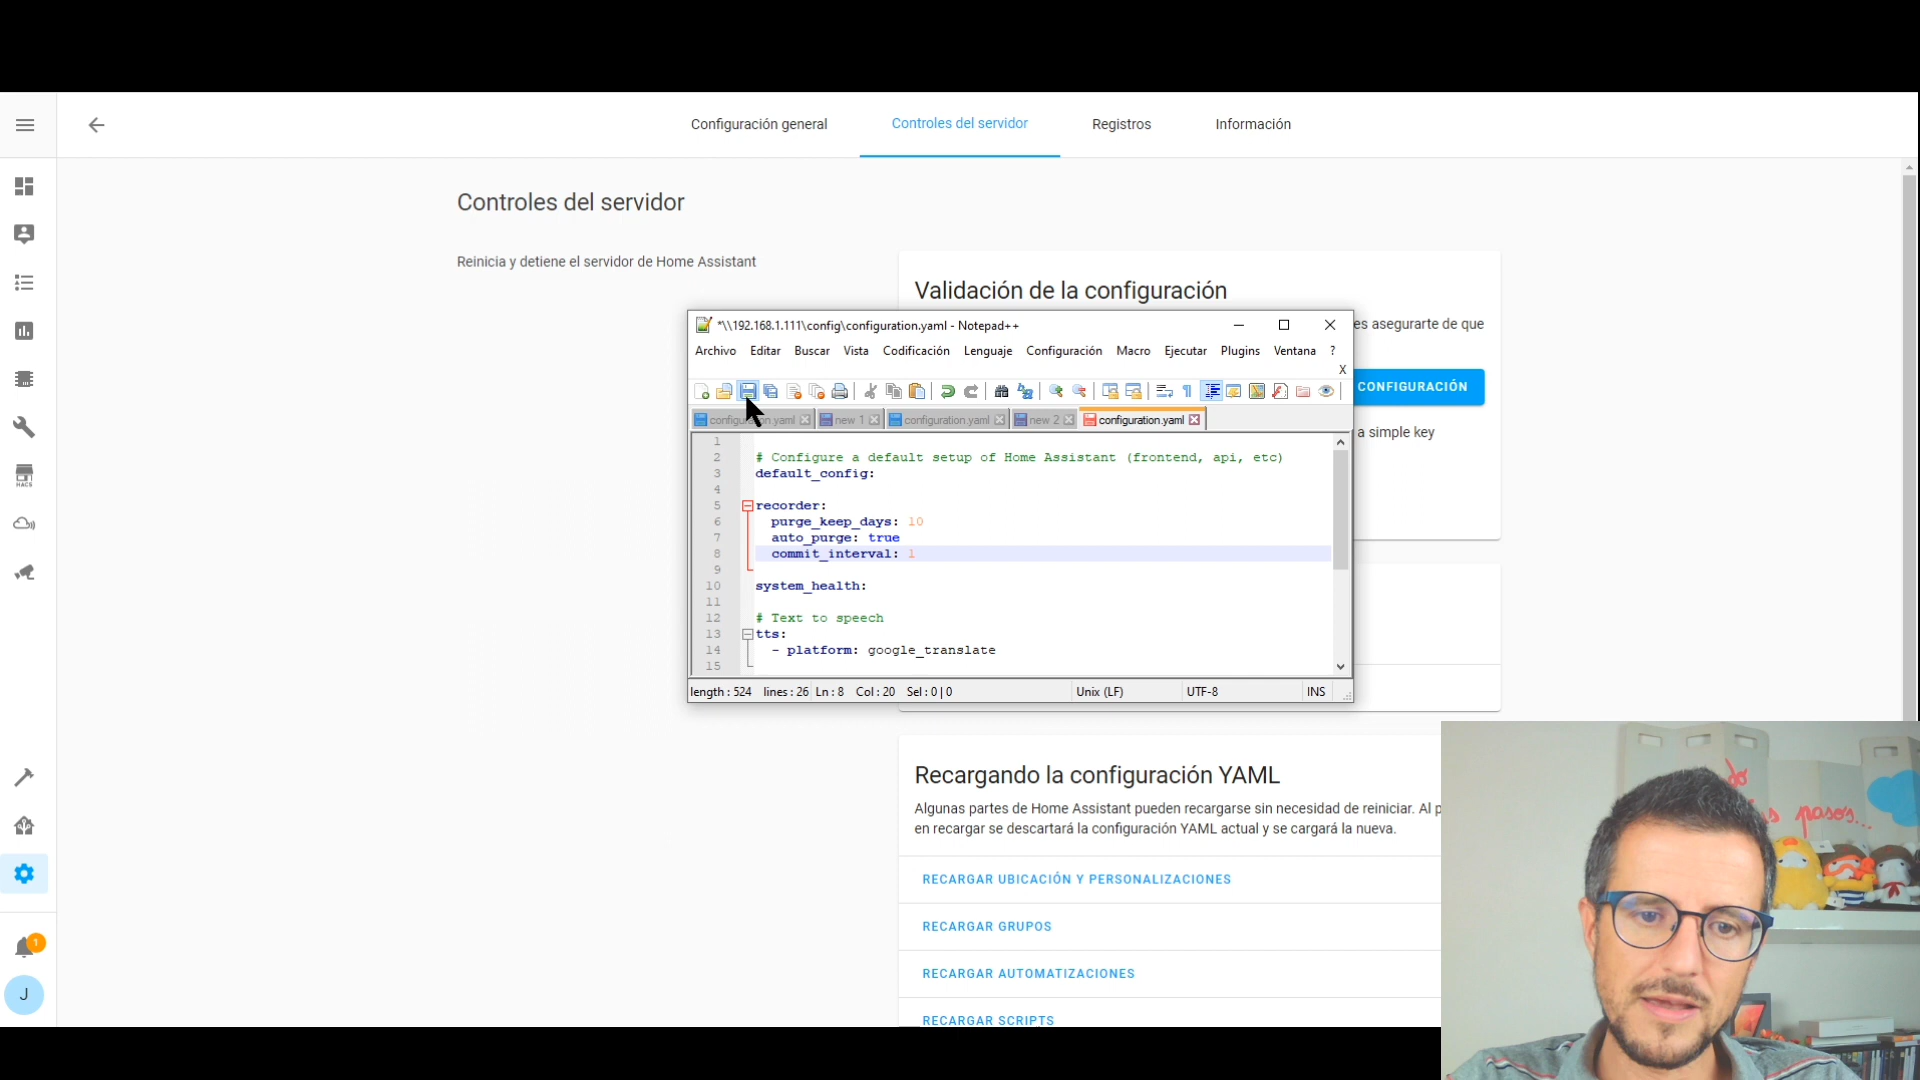 Configuración general
Controles del servidor
Registros
Información
Controles del servidor
Reinicia y detiene el servidor de Home Assistant
Validación de la configuración
es asegurarte de que
CONFIGURACIÓN
a simple key
*\\192.168.1.111\config\configuration.yaml - Notepad++
Archivo Editar Buscar Vista Codificación Lenguaje Configuración Macro Ejecutar Plugins Ventana ?
X
configuration.yaml new 1 configuration.yaml new 2 configuration.yaml
1
2 # Configure a default setup of Home Assistant (frontend, api, etc)
3 default_config:
4
5 recorder:
6 purge_keep_days: 10
7 auto_purge: true
8 commit_interval: 1
9
10 system_health:
11
12 # Text to speech
13 tts:
14 - platform: google_translate
15
length : 524 lines : 26 Ln : 8 Col : 20 Sel : 0 | 0 Unix (LF) UTF-8 INS
Recargando la configuración YAML
Algunas partes de Home Assistant pueden recargarse sin necesidad de reiniciar. Al p
en recargar se descartará la configuración YAML actual y se cargará la nueva.
RECARGAR UBICACIÓN Y PERSONALIZACIONES
RECARGAR GRUPOS
RECARGAR AUTOMATIZACIONES
RECARGAR SCRIPTS
HACS
1
J
do
pasos...